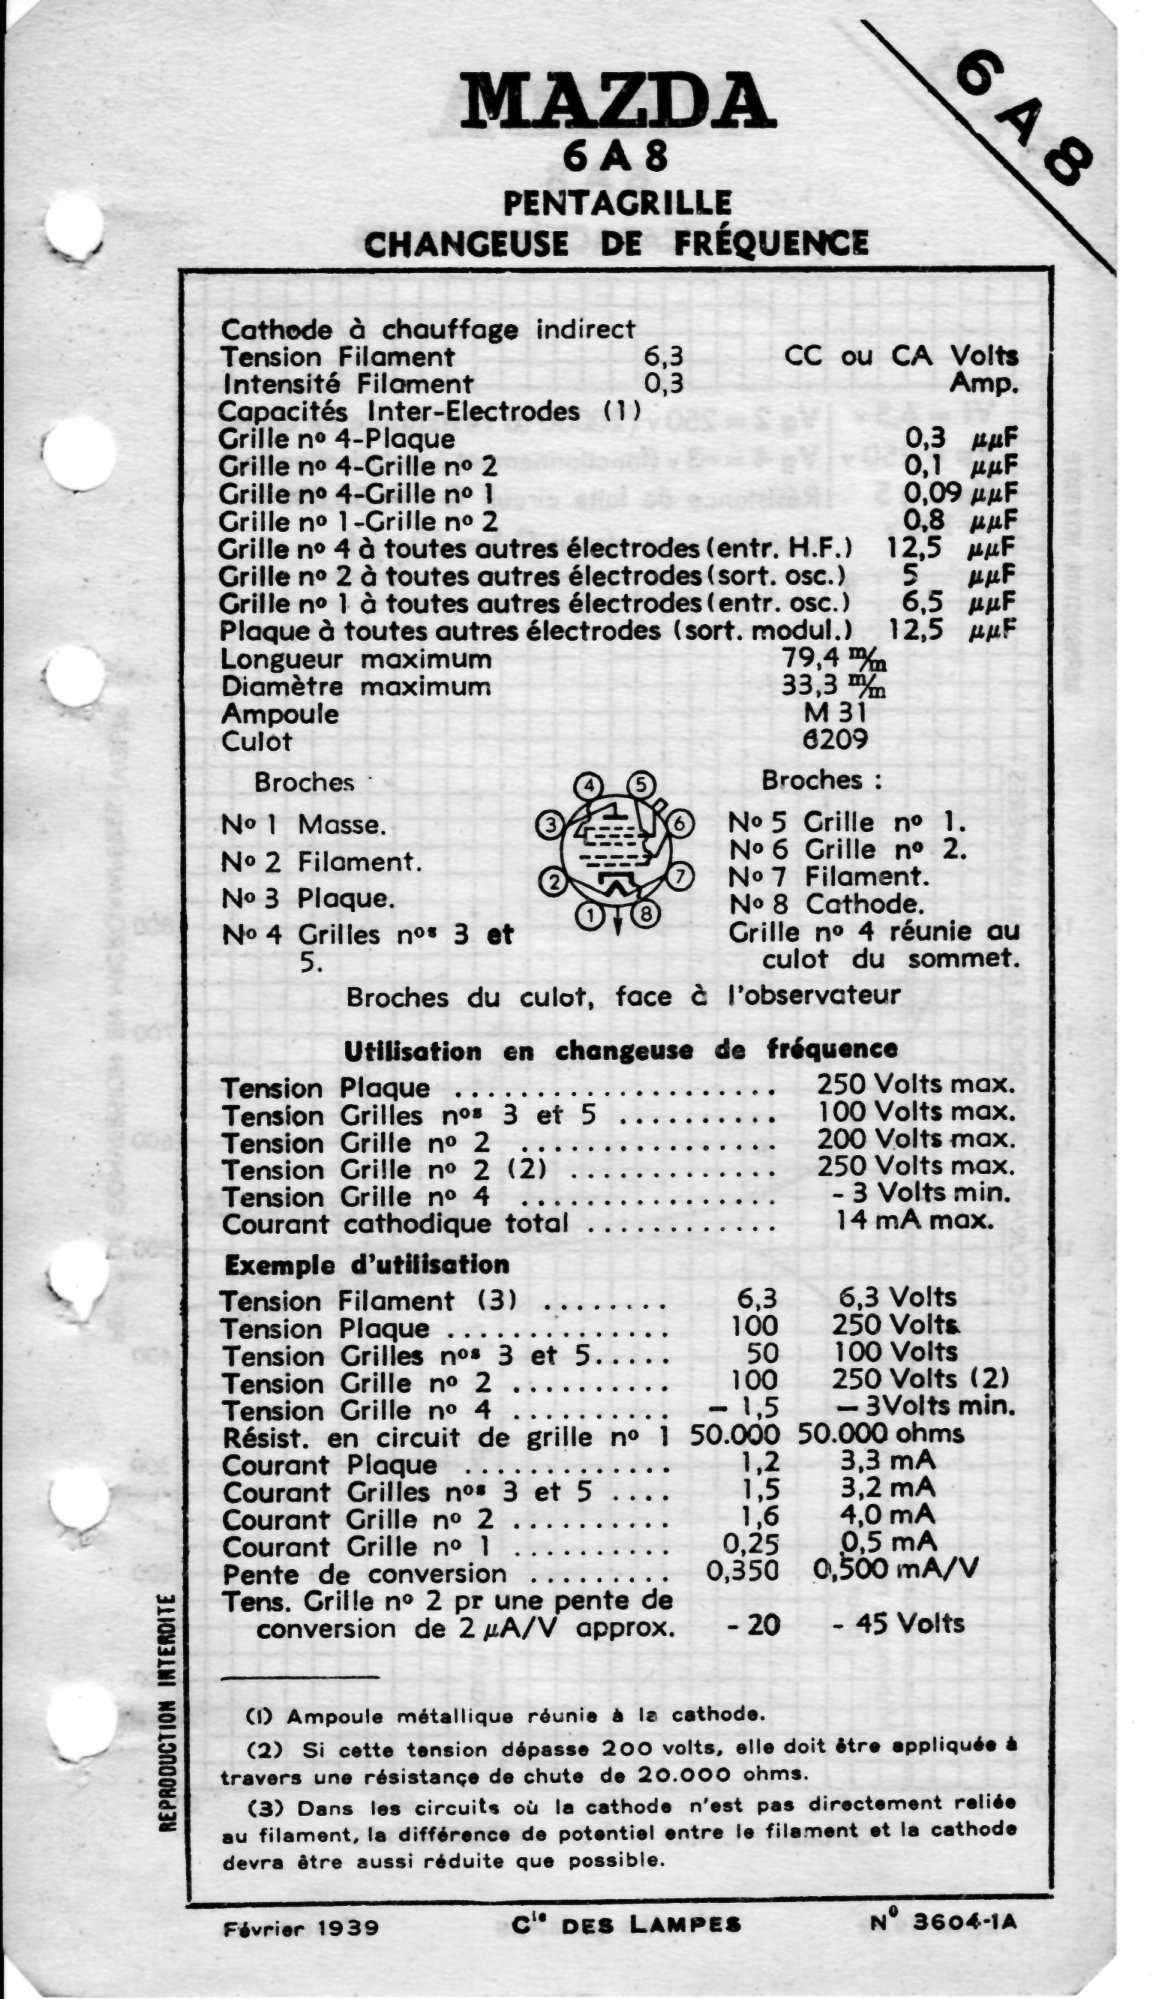 6A8
MAZDA
6 A 8
PENTAGRILLE
CHANGEUSE DE FRÉQUENCE
Cathode à chauffage indirect
Tension Filament 6,3 CC ou CA Volts
Intensité Filament 0,3 Amp.
Capacités Inter-Electrodes (1)
Grille nº 4-Plaque 0,3 µµF
Grille nº 4-Grille nº 2 0,1 µµF
Grille nº 4-Grille nº 1 0,09 µµF
Grille nº 1-Grille nº 2 0,8 µµF
Grille nº 4 à toutes autres électrodes (entr. H.F.) 12,5 µµF
Grille nº 2 à toutes autres électrodes (sort. osc.) 5 µµF
Grille nº 1 à toutes autres électrodes (entr. osc.) 6,5 µµF
Plaque à toutes autres électrodes (sort. modul.) 12,5 µµF
Longueur maximum 79,4 m/m
Diamètre maximum 33,3 m/m
Ampoule M 31
Culot 6209
Broches
Nº 1 Masse.
Nº 2 Filament.
Nº 3 Plaque.
Nº 4 Grilles nos 3 et
5.
4 5
3 6
2 7
1 8
Broches :
Nº 5 Grille nº 1.
Nº 6 Grille nº 2.
Nº 7 Filament.
Nº 8 Cathode.
Grille nº 4 réunie au
culot du sommet.
Broches du culot, face à l'observateur
Utilisation en changeuse de fréquence
Tension Plaque .................... 250 Volts max.
Tension Grilles nos 3 et 5 .......... 100 Volts max.
Tension Grille nº 2 ................ 200 Volts max.
Tension Grille nº 2 (2) ............. 250 Volts max.
Tension Grille nº 4 ................ - 3 Volts min.
Courant cathodique total ............ 14 mA max.
Exemple d'utilisation
Tension Filament (3) ........ 6,3 6,3 Volts
Tension Plaque .............. 100 250 Volts
Tension Grilles nos 3 et 5..... 50 100 Volts
Tension Grille nº 2 .......... 100 250 Volts (2)
Tension Grille nº 4 .......... – 1,5 – 3Volts min.
Résist. en circuit de grille nº 1 50.000 50.000 ohms
Courant Plaque ............. 1,2 3,3 mA
Courant Grilles nos 3 et 5 .... 1,5 3,2 mA
Courant Grille nº 2 .......... 1,6 4,0 mA
Courant Grille nº 1 .......... 0,25 0,5 mA
Pente de conversion ......... 0,350 0,500 mA/V
Tens. Grille nº 2 pr une pente de
conversion de 2 µA/V approx. - 20 - 45 Volts
(1) Ampoule métallique réunie à la cathode.
(2) Si cette tension dépasse 200 volts, elle doit être appliquée à
travers une résistance de chute de 20.000 ohms.
(3) Dans les circuits où la cathode n'est pas directement reliée
au filament, la différence de potentiel entre le filament et la cathode
devra être aussi réduite que possible.
REPRODUCTION INTERDITE
Février 1939 Cie DES LAMPES Nº 3604-1A